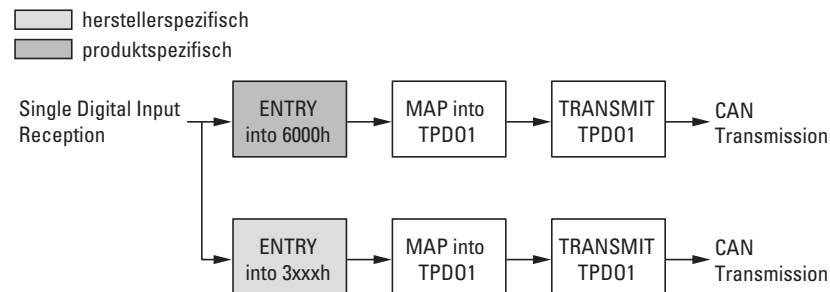 herstellerspezifisch
produktspezifisch
Single Digital Input
Reception
ENTRY
into 6000h
MAP into
TPDO1
TRANSMIT
TPDO1
CAN
Transmission
ENTRY
into 3xxxh
MAP into
TPDO1
TRANSMIT
TPDO1
CAN
Transmission